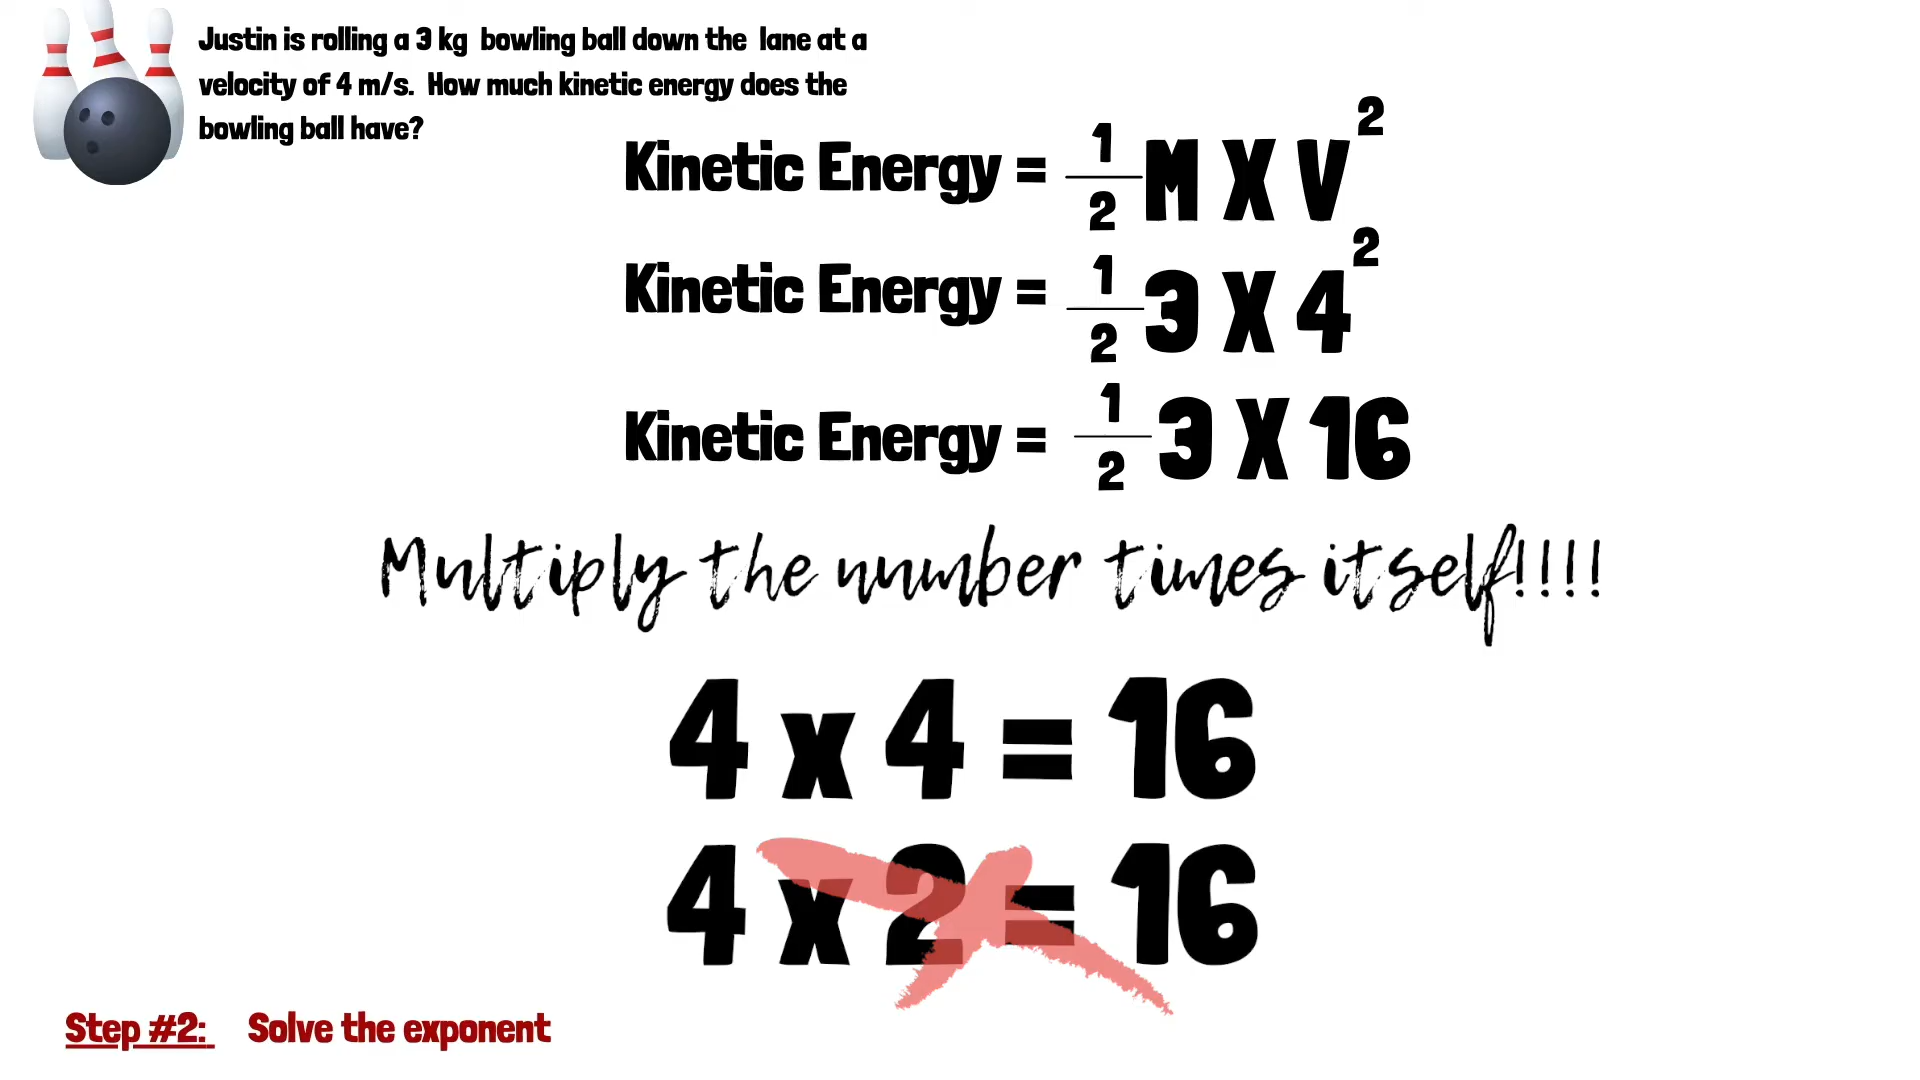 Justin is rolling a 3 kg bowling ball down the lane at a
velocity of 4 m/s. How much kinetic energy does the
bowling ball have?
Kinetic Energy = 1/2 M X V²
Kinetic Energy = 1/2 3 X 4²
Kinetic Energy = 1/2 3 X 16
Multiply the number times itself!!!!
4 x 4 = 16
4 x 2 = 16
Step #2: Solve the exponent